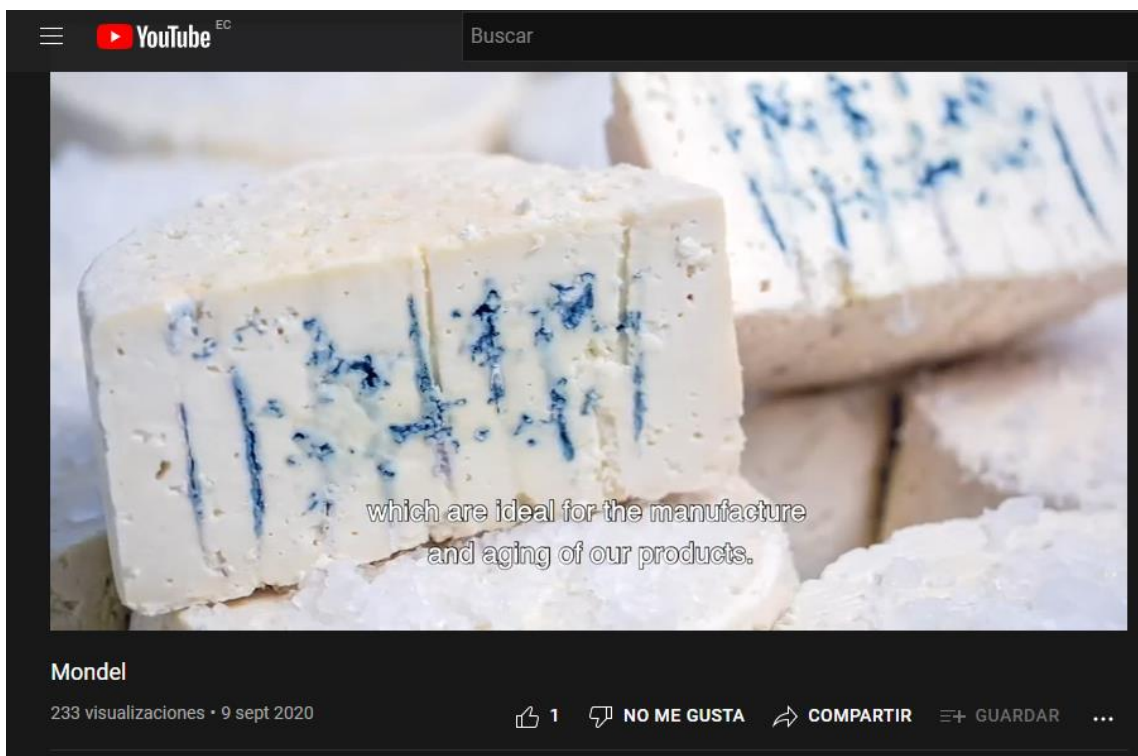 YouTube EC
Buscar
which are ideal for the manufacture
and aging of our products.
Mondel
233 visualizaciones • 9 sept 2020
1 NO ME GUSTA COMPARTIR GUARDAR ...